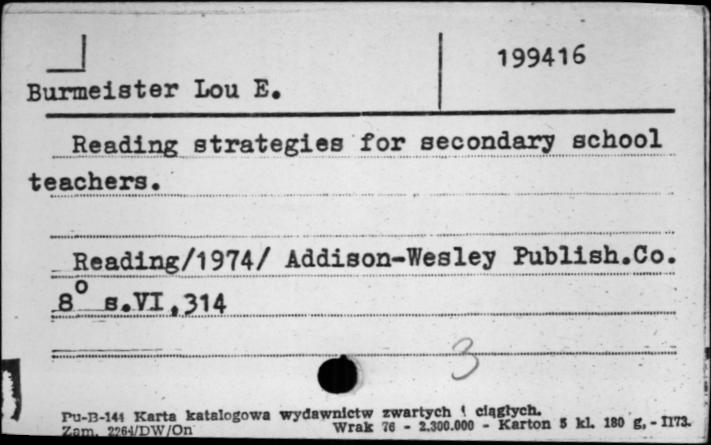 199416
Burmeister Lou E.
Reading strategies for secondary school
teachers.
Reading/1974/ Addison-Wesley Publish.Co.
8° s.VI,314
3
Pu-B-144 Karta katalogowa wydawnictw zwartych i ciągłych.
Zam. 2264/DW/On Wrak 76 - 2.300.000 - Karton 5 kl. 180 g, - I173.